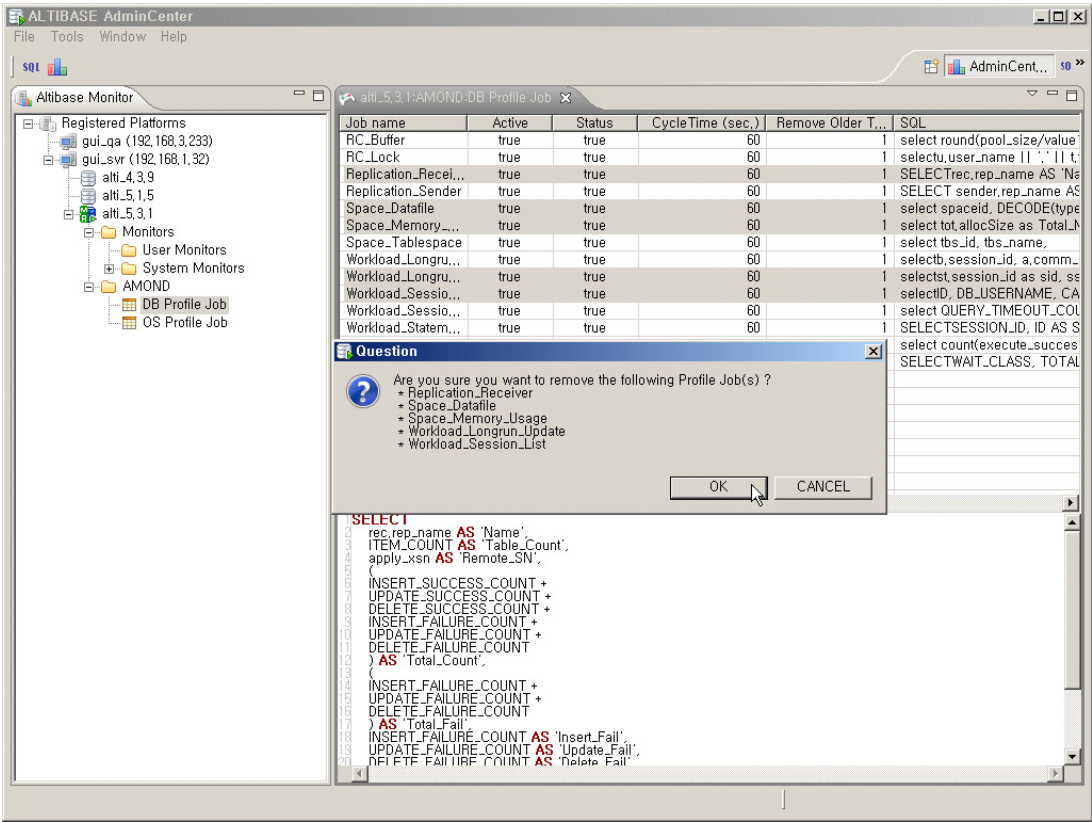 ALTIBASE AdminCenter
File Tools Window Help
SQL
AdminCent... »
Altibase Monitor
alti_5,3,1:AMOND:DB Profile Job
Registered Platforms
gui_qa (192,168,3,233)
gui_svr (192,168,1,32)
alti_4,3,9
alti_5,1,5
alti_5,3,1
Monitors
User Monitors
System Monitors
AMOND
DB Profile Job
OS Profile Job
Job name Active Status CycleTime (sec,) Remove Older T... SQL
RC_Buffer true true 60 1 select round(pool_size/value
RC_Lock true true 60 1 selectu,user_name || ',' || t,
Replication_Recei... true true 60 1 SELECTrec,rep_name AS 'Na
Replication_Sender true true 60 1 SELECT sender,rep_name AS
Space_Datafile true true 60 1 select spaceid, DECODE(type
Space_Memory_... true true 60 1 select tot,allocSize as Total_M
Space_Tablespace true true 60 1 select tbs_id, tbs_name,
Workload_Longru... true true 60 1 selectb,session_id, a,comm_
Workload_Longru... true true 60 1 selectst,session_id as sid, ss
Workload_Sessio... true true 60 1 selectID, DB_USERNAME, CA
Workload_Sessio... true true 60 1 select QUERY_TIMEOUT_COU
Workload_Statem... true true 60 1 SELECTSESSION_ID, ID AS S
select count(execute_succes
SELECTWAIT_CLASS, TOTAL
Question
Are you sure you want to remove the following Profile Job(s) ?
* Replication_Receiver
* Space_Datafile
* Space_Memory_Usage
* Workload_Longrun_Update
* Workload_Session_List
OK CANCEL
1 SELECT
2 rec,rep_name AS 'Name',
3 ITEM_COUNT AS 'Table_Count',
4 apply_xsn AS 'Remote_SN',
5 (
6 INSERT_SUCCESS_COUNT +
7 UPDATE_SUCCESS_COUNT +
8 DELETE_SUCCESS_COUNT +
9 INSERT_FAILURE_COUNT +
10 UPDATE_FAILURE_COUNT +
11 DELETE_FAILURE_COUNT
12 ) AS 'Total_Count',
13 (
14 INSERT_FAILURE_COUNT +
15 UPDATE_FAILURE_COUNT +
16 DELETE_FAILURE_COUNT
17 ) AS 'Total_Fail',
18 INSERT_FAILURE_COUNT AS 'Insert_Fail',
19 UPDATE_FAILURE_COUNT AS 'Update_Fail',
20 DELETE_FAILURE_COUNT AS 'Delete_Fail'